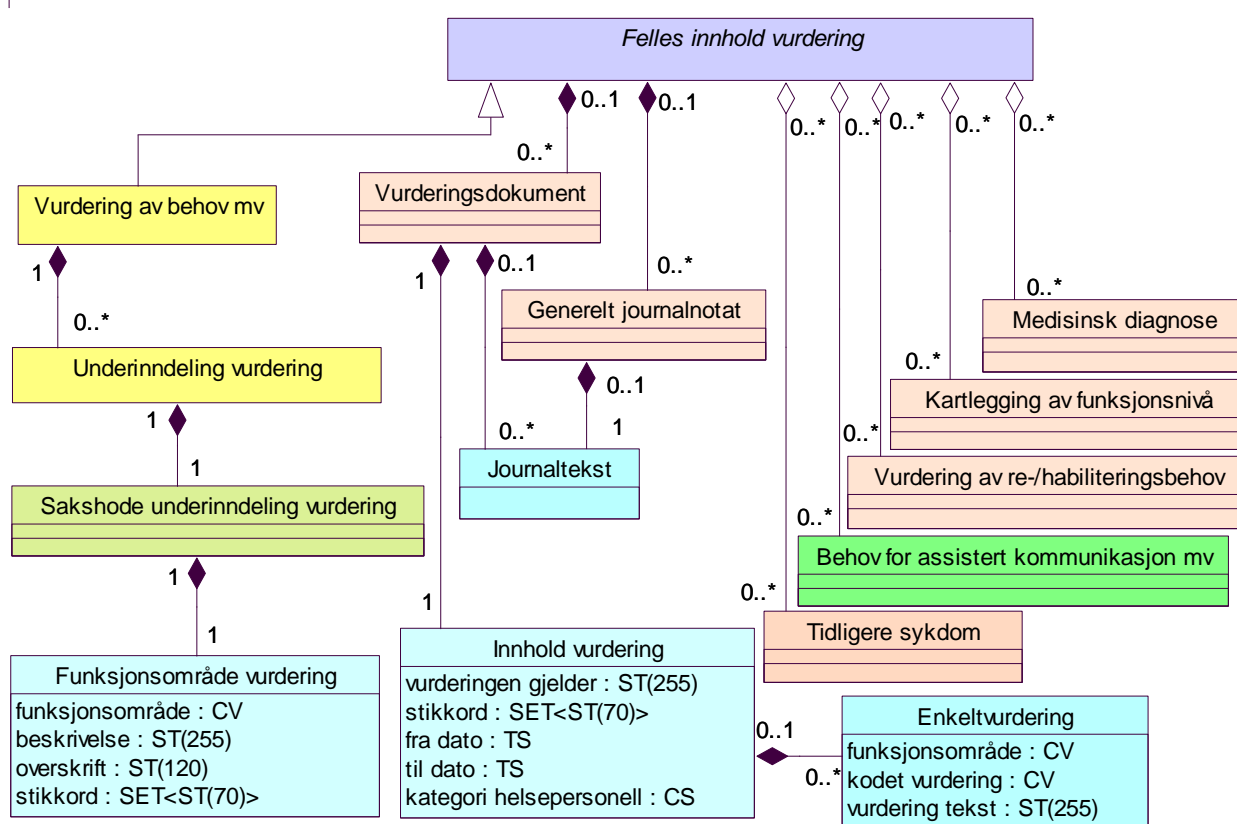 Felles innhold vurdering
0..1
0..1
0..*
0..*
0..*
0..*
0..*
0..*
Vurderingsdokument
Vurdering av behov mv
1
1
0..1
0..*
0..*
Generelt journalnotat
Medisinsk diagnose
0..*
0..*
Underinndeling vurdering
0..1
Kartlegging av funksjonsnivå
1
0..*
1
0..*
1
Journaltekst
Vurdering av re-/habiliteringsbehov
Sakshode underinndeling vurdering
0..*
Behov for assistert kommunikasjon mv
1
0..*
1
1
Tidligere sykdom
Funksjonsområde vurdering
funksjonsområde : CV
beskrivelse : ST(255)
overskrift : ST(120)
stikkord : SET<ST(70)>
Innhold vurdering
vurderingen gjelder : ST(255)
stikkord : SET<ST(70)>
fra dato : TS
til dato : TS
kategori helsepersonell : CS
0..1
0..*
Enkeltvurdering
funksjonsområde : CV
kodet vurdering : CV
vurdering tekst : ST(255)